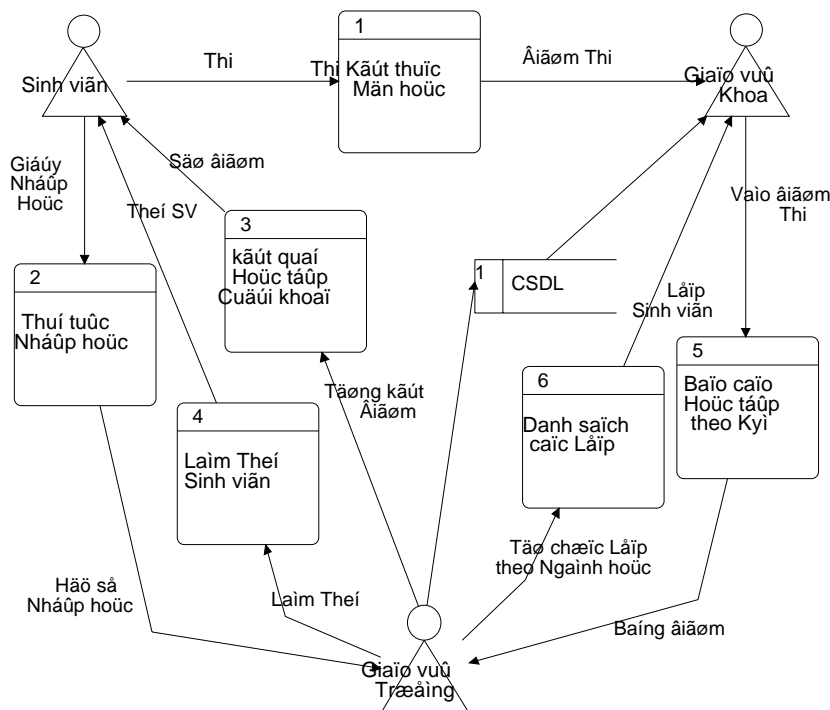 1
Thi
Thi Kãút thuïc
Män hoüc
Âiãøm Thi
Sinh viãn
Giaïo vuû
Khoa
Giáúy
Nháûp
Hoüc
Säø âiãøm
Theí SV
Vaìo âiãøm
Thi
3
kãút quaí
Hoüc táûp
Cuäúi khoaï
1
CSDL
2
Thuí tuûc
Nháûp hoüc
Låïp
Sinh viãn
5
Baïo caïo
Hoüc táûp
theo Kyì
6
Danh saïch
caïc Låïp
Täøng kãút
Âiãøm
4
Laìm Theí
Sinh viãn
Täø chæïc Låïp
theo Ngaình hoüc
Häö så
Nháûp hoüc
Laìm Theí
Baíng âiãøm
Giaïo vuû
Træåìng